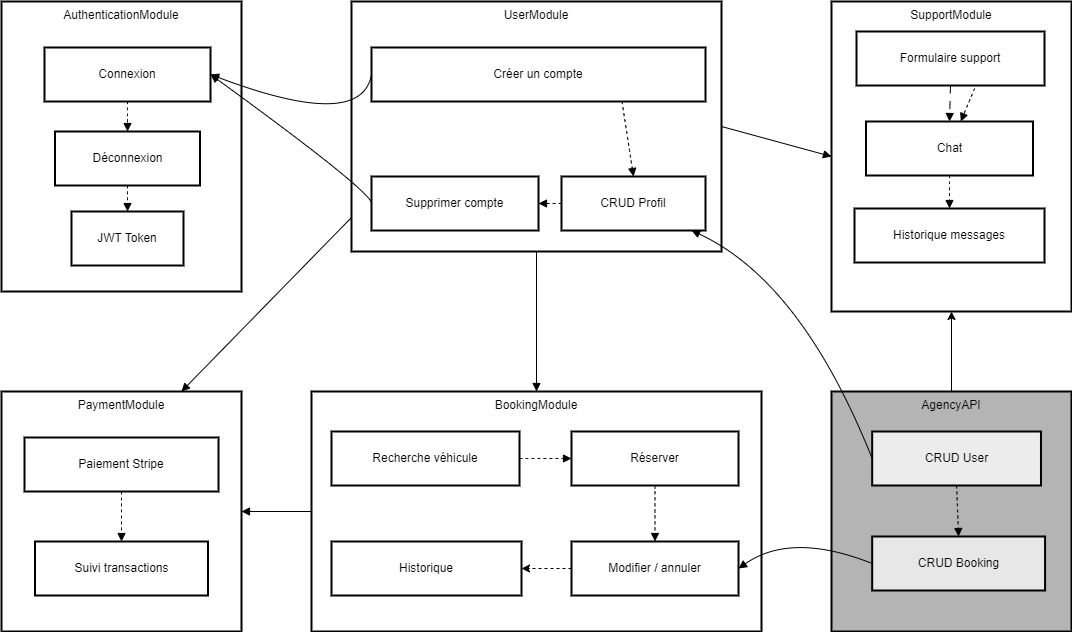 AuthenticationModule
Connexion
Déconnexion
JWT Token
UserModule
Créer un compte
Supprimer compte
CRUD Profil
SupportModule
Formulaire support
Chat
Historique messages
PaymentModule
Paiement Stripe
Suivi transactions
BookingModule
Recherche véhicule
Réserver
Historique
Modifier / annuler
AgencyAPI
CRUD User
CRUD Booking